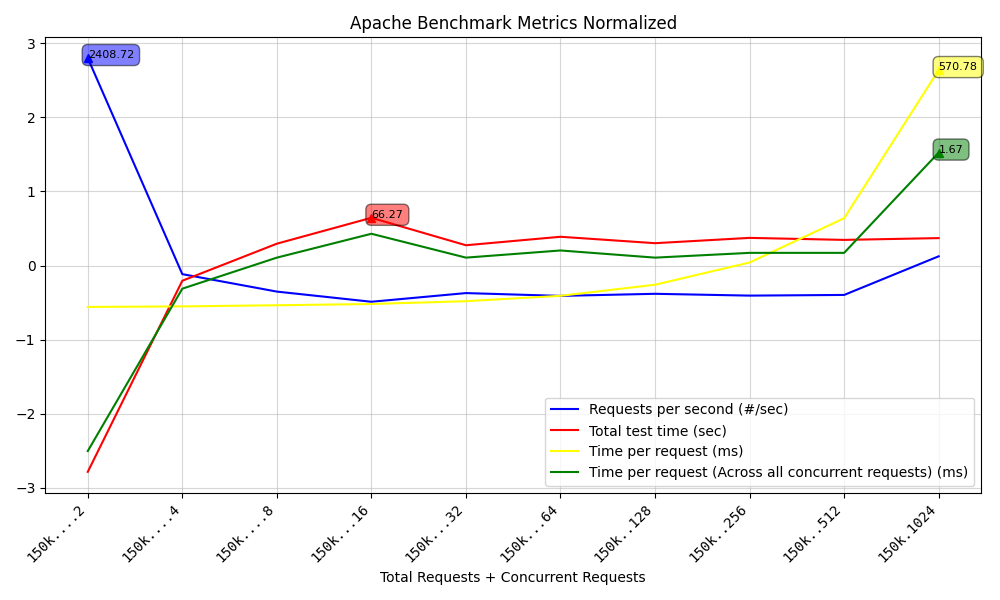 Apache Benchmark Metrics Normalized
3
2
1
0
−1
−2
−3
2408.72
66.27
570.78
1.67
Requests per second (#/sec)
Total test time (sec)
Time per request (ms)
Time per request (Across all concurrent requests) (ms)
150k....2
150k....4
150k....8
150k...16
150k...32
150k...64
150k..128
150k..256
150k..512
150k.1024
Total Requests + Concurrent Requests